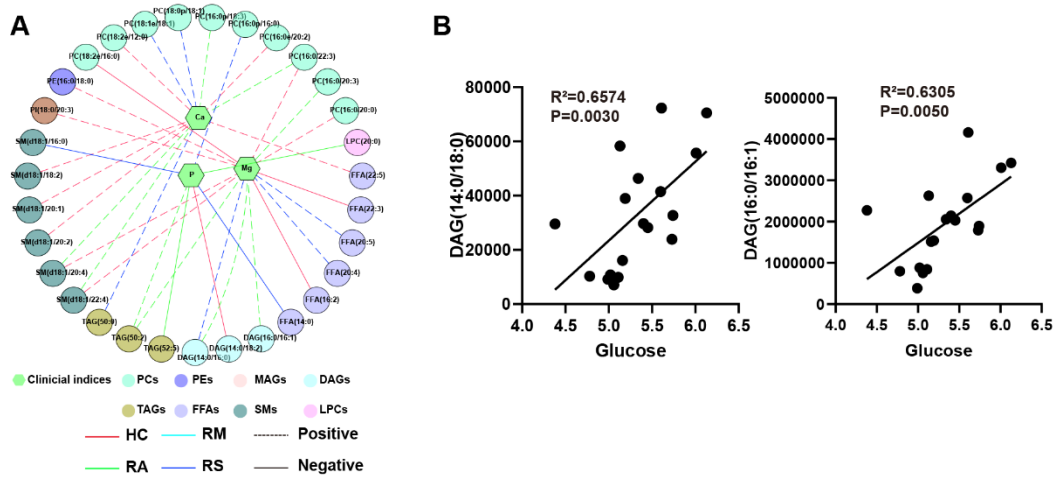 A
PC(18:0p/18:1)
PC(16:0p/18:3)
PC(18:1e/18:1)
PC(16:0p/16:0)
PC(18:2e/12:0)
PC(16:0e/20:2)
PC(18:2e/16:0)
PC(16:0/22:3)
PE(16:0/18:0)
PC(16:0/20:3)
PI(18:0/20:3)
PC(16:0/20:0)
Ca
SM(d18:1/16:0)
LPC(20:0)
SM(d18:1/18:2)
P
Mg
FFA(22:5)
SM(d18:1/20:1)
FFA(22:3)
SM(d18:1/20:2)
FFA(20:5)
SM(d18:1/20:4)
FFA(20:4)
SM(d18:1/22:4)
FFA(16:2)
TAG(50:0)
FFA(14:0)
TAG(50:2)
DAG(16:0/16:1)
TAG(52:5)
DAG(14:0/18:2)
DAG(14:0/16:0)
Clinicial indices
PCs
PEs
MAGs
DAGs
TAGs
FFAs
SMs
LPCs
HC
RM
Positive
RA
RS
Negative
B
R²=0.6574
P=0.0030
DAG(14:0/18:0)
80000
60000
40000
20000
0
4.0 4.5 5.0 5.5 6.0 6.5
Glucose
R²=0.6305
P=0.0050
DAG(16:0/16:1)
5000000
4000000
3000000
2000000
1000000
0
4.0 4.5 5.0 5.5 6.0 6.5
Glucose